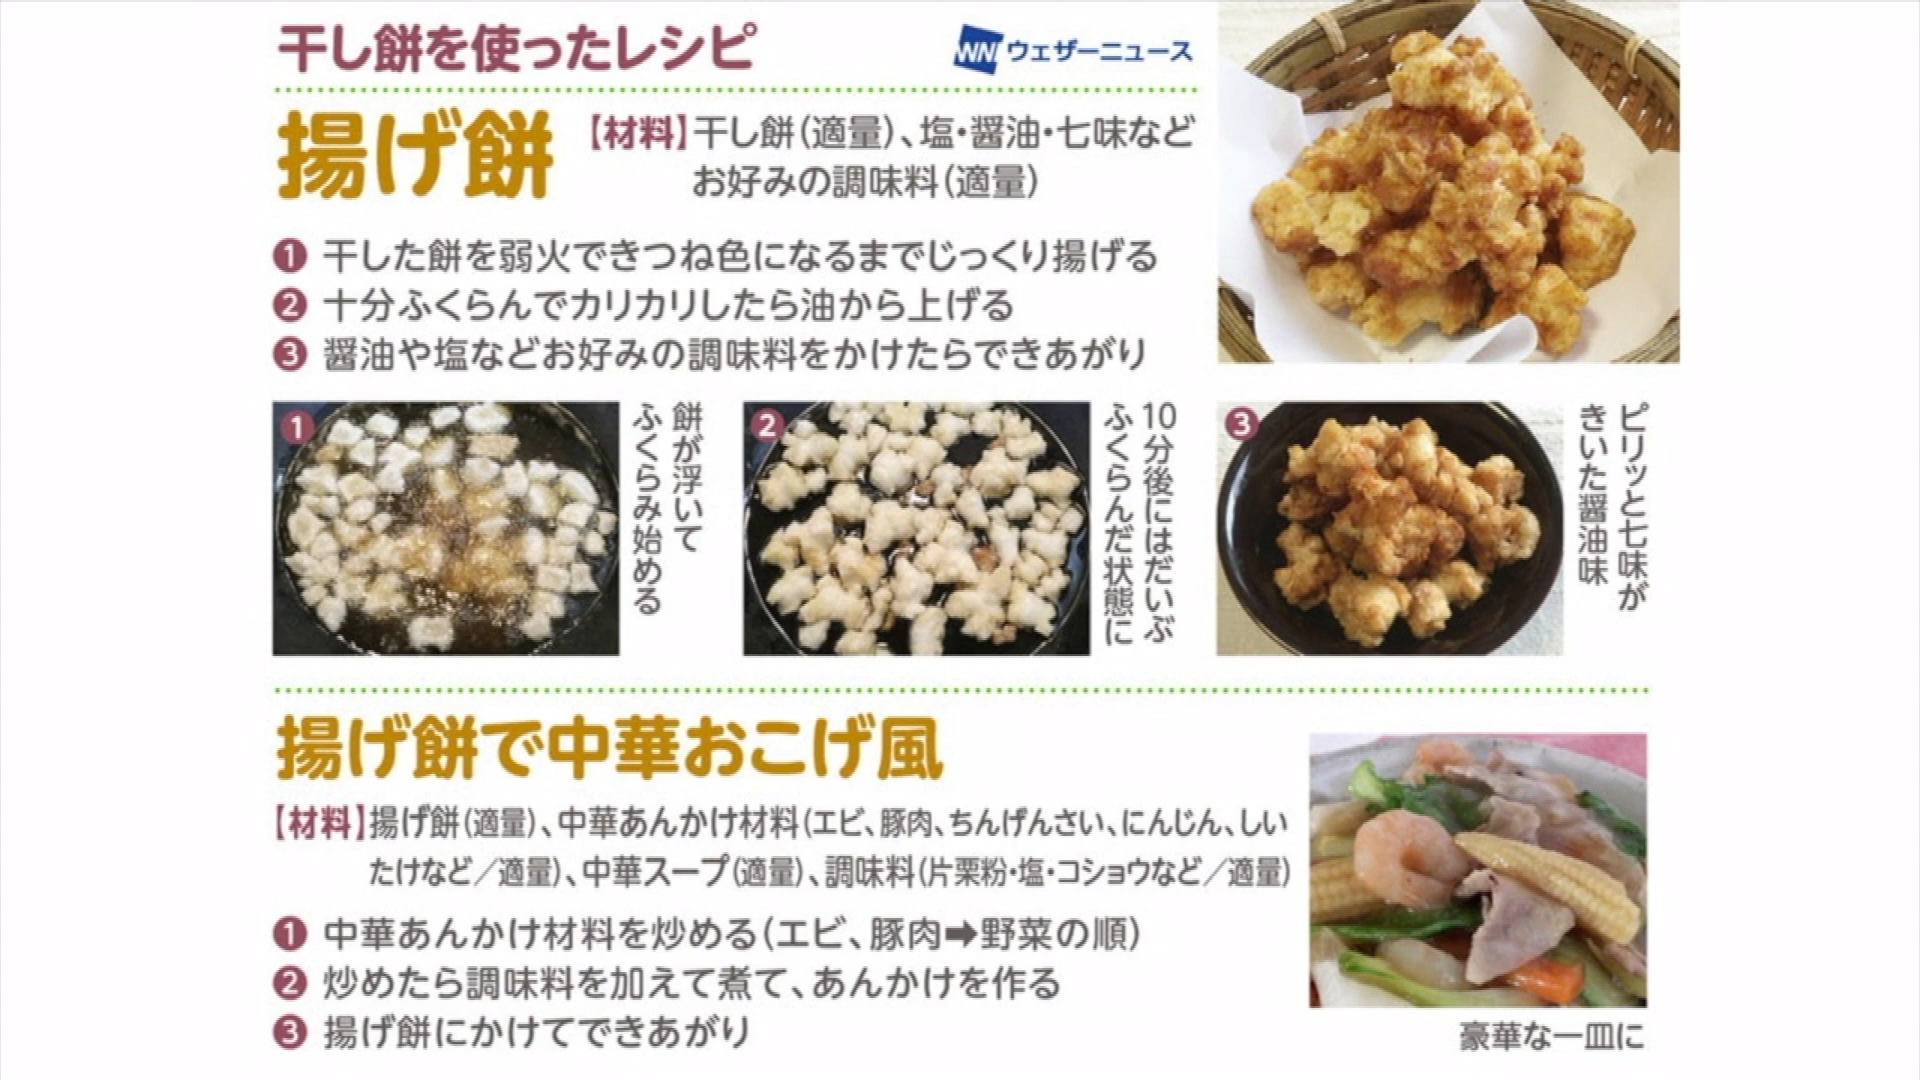 干し餅を使ったレシピ
WN ウェザーニュース
揚げ餅
【材料】干し餅(適量)、塩・醤油・七味など
お好みの調味料(適量)
1 干した餅を弱火できつね色になるまでじっくり揚げる
2 十分ふくらんでカリカリしたら油から上げる
3 醤油や塩などお好みの調味料をかけたらできあがり
1
餅が浮いて
ふくらみ始める
2
10分後にはだいぶ
ふくらんだ状態に
3
ピリッと七味が
きいた醤油味
揚げ餅で中華おこげ風
【材料】揚げ餅(適量)、中華あんかけ材料(エビ、豚肉、ちんげんさい、にんじん、しい
たけなど／適量)、中華スープ(適量)、調味料(片栗粉・塩・コショウなど／適量)
1 中華あんかけ材料を炒める(エビ、豚肉➡野菜の順)
2 炒めたら調味料を加えて煮て、あんかけを作る
3 揚げ餅にかけてできあがり
豪華な一皿に